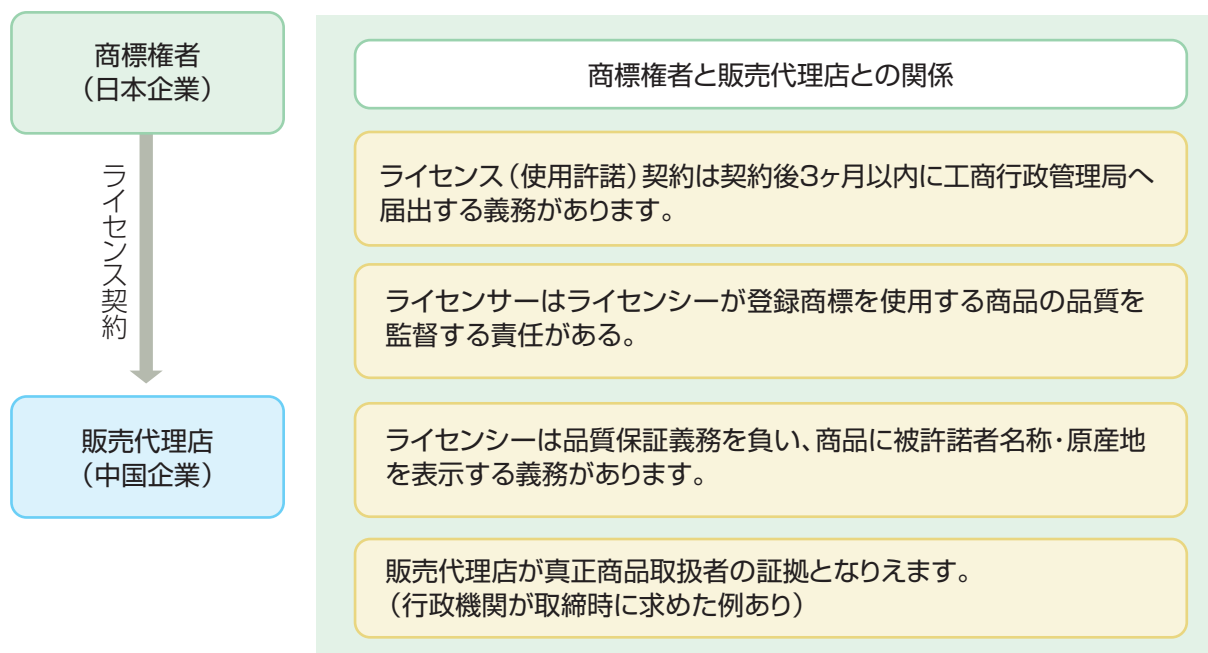 商標権者
（日本企業）
ライセンス契約
販売代理店
（中国企業）
商標権者と販売代理店との関係
ライセンス（使用許諾）契約は契約後3ヶ月以内に工商行政管理局へ
届出する義務があります。
ライセンサーはライセンシーが登録商標を使用する商品の品質を
監督する責任がある。
ライセンシーは品質保証義務を負い、商品に被許諾者名称・原産地
を表示する義務があります。
販売代理店が真正商品取扱者の証拠となりえます。
（行政機関が取締時に求めた例あり）